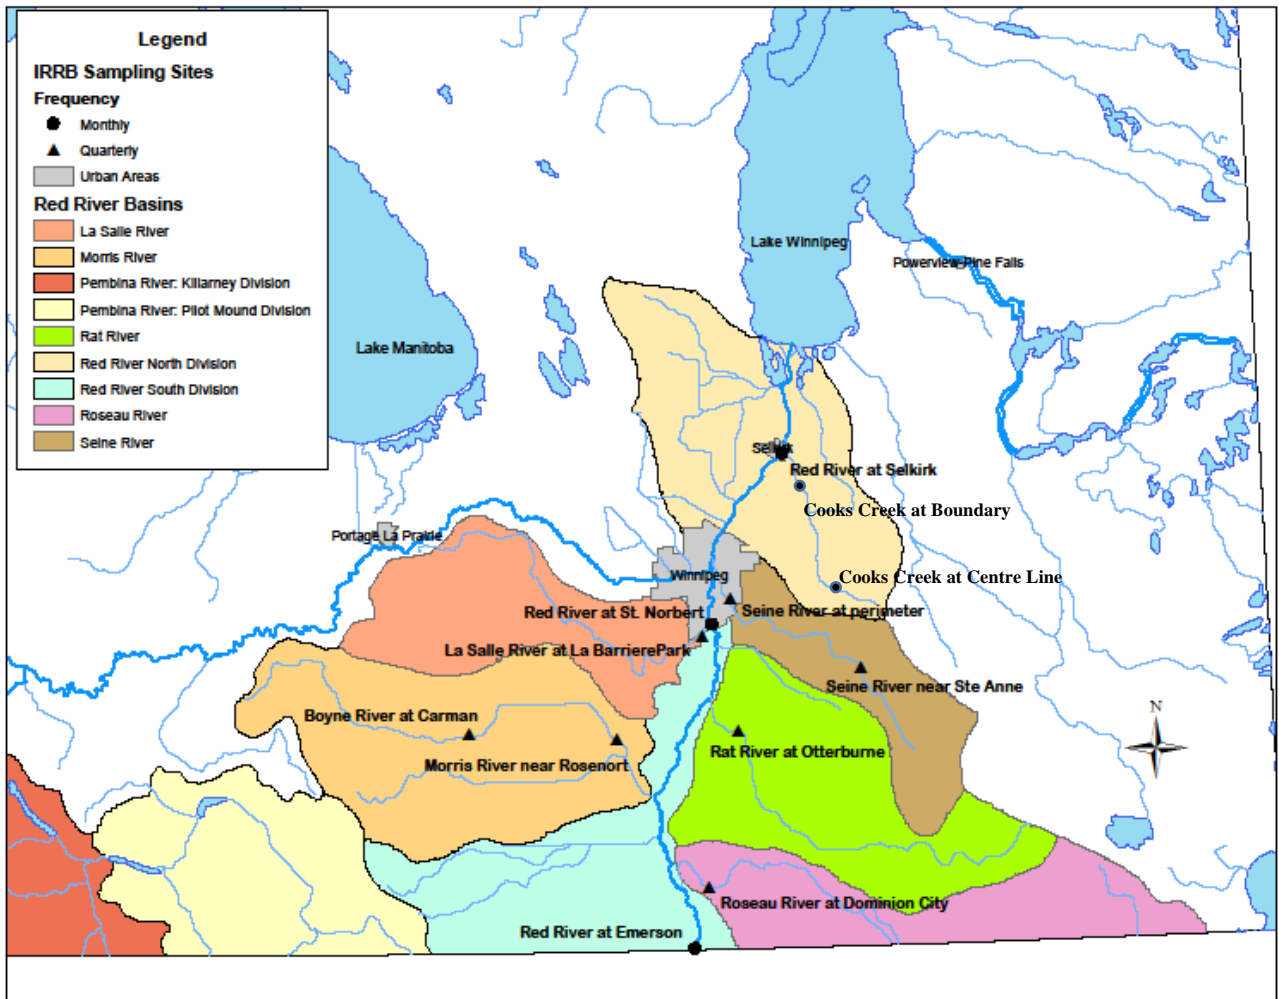 Legend
IRRB Sampling Sites
Frequency
Monthly
Quarterly
Urban Areas
Red River Basins
La Salle River
Morris River
Pembina River: Killarney Division
Pembina River: Pilot Mound Division
Rat River
Red River North Division
Red River South Division
Roseau River
Seine River
Lake Winnipeg
Powerview-Pine Falls
Lake Manitoba
Selkirk
Red River at Selkirk
Cooks Creek at Boundary
Portage La Prairie
Winnipeg
Cooks Creek at Centre Line
Red River at St. Norbert
Seine River at perimeter
La Salle River at La BarrierePark
Seine River near Ste Anne
N
Boyne River at Carman
Rat River at Otterburne
Morris River near Rosenort
Roseau River at Dominion City
Red River at Emerson